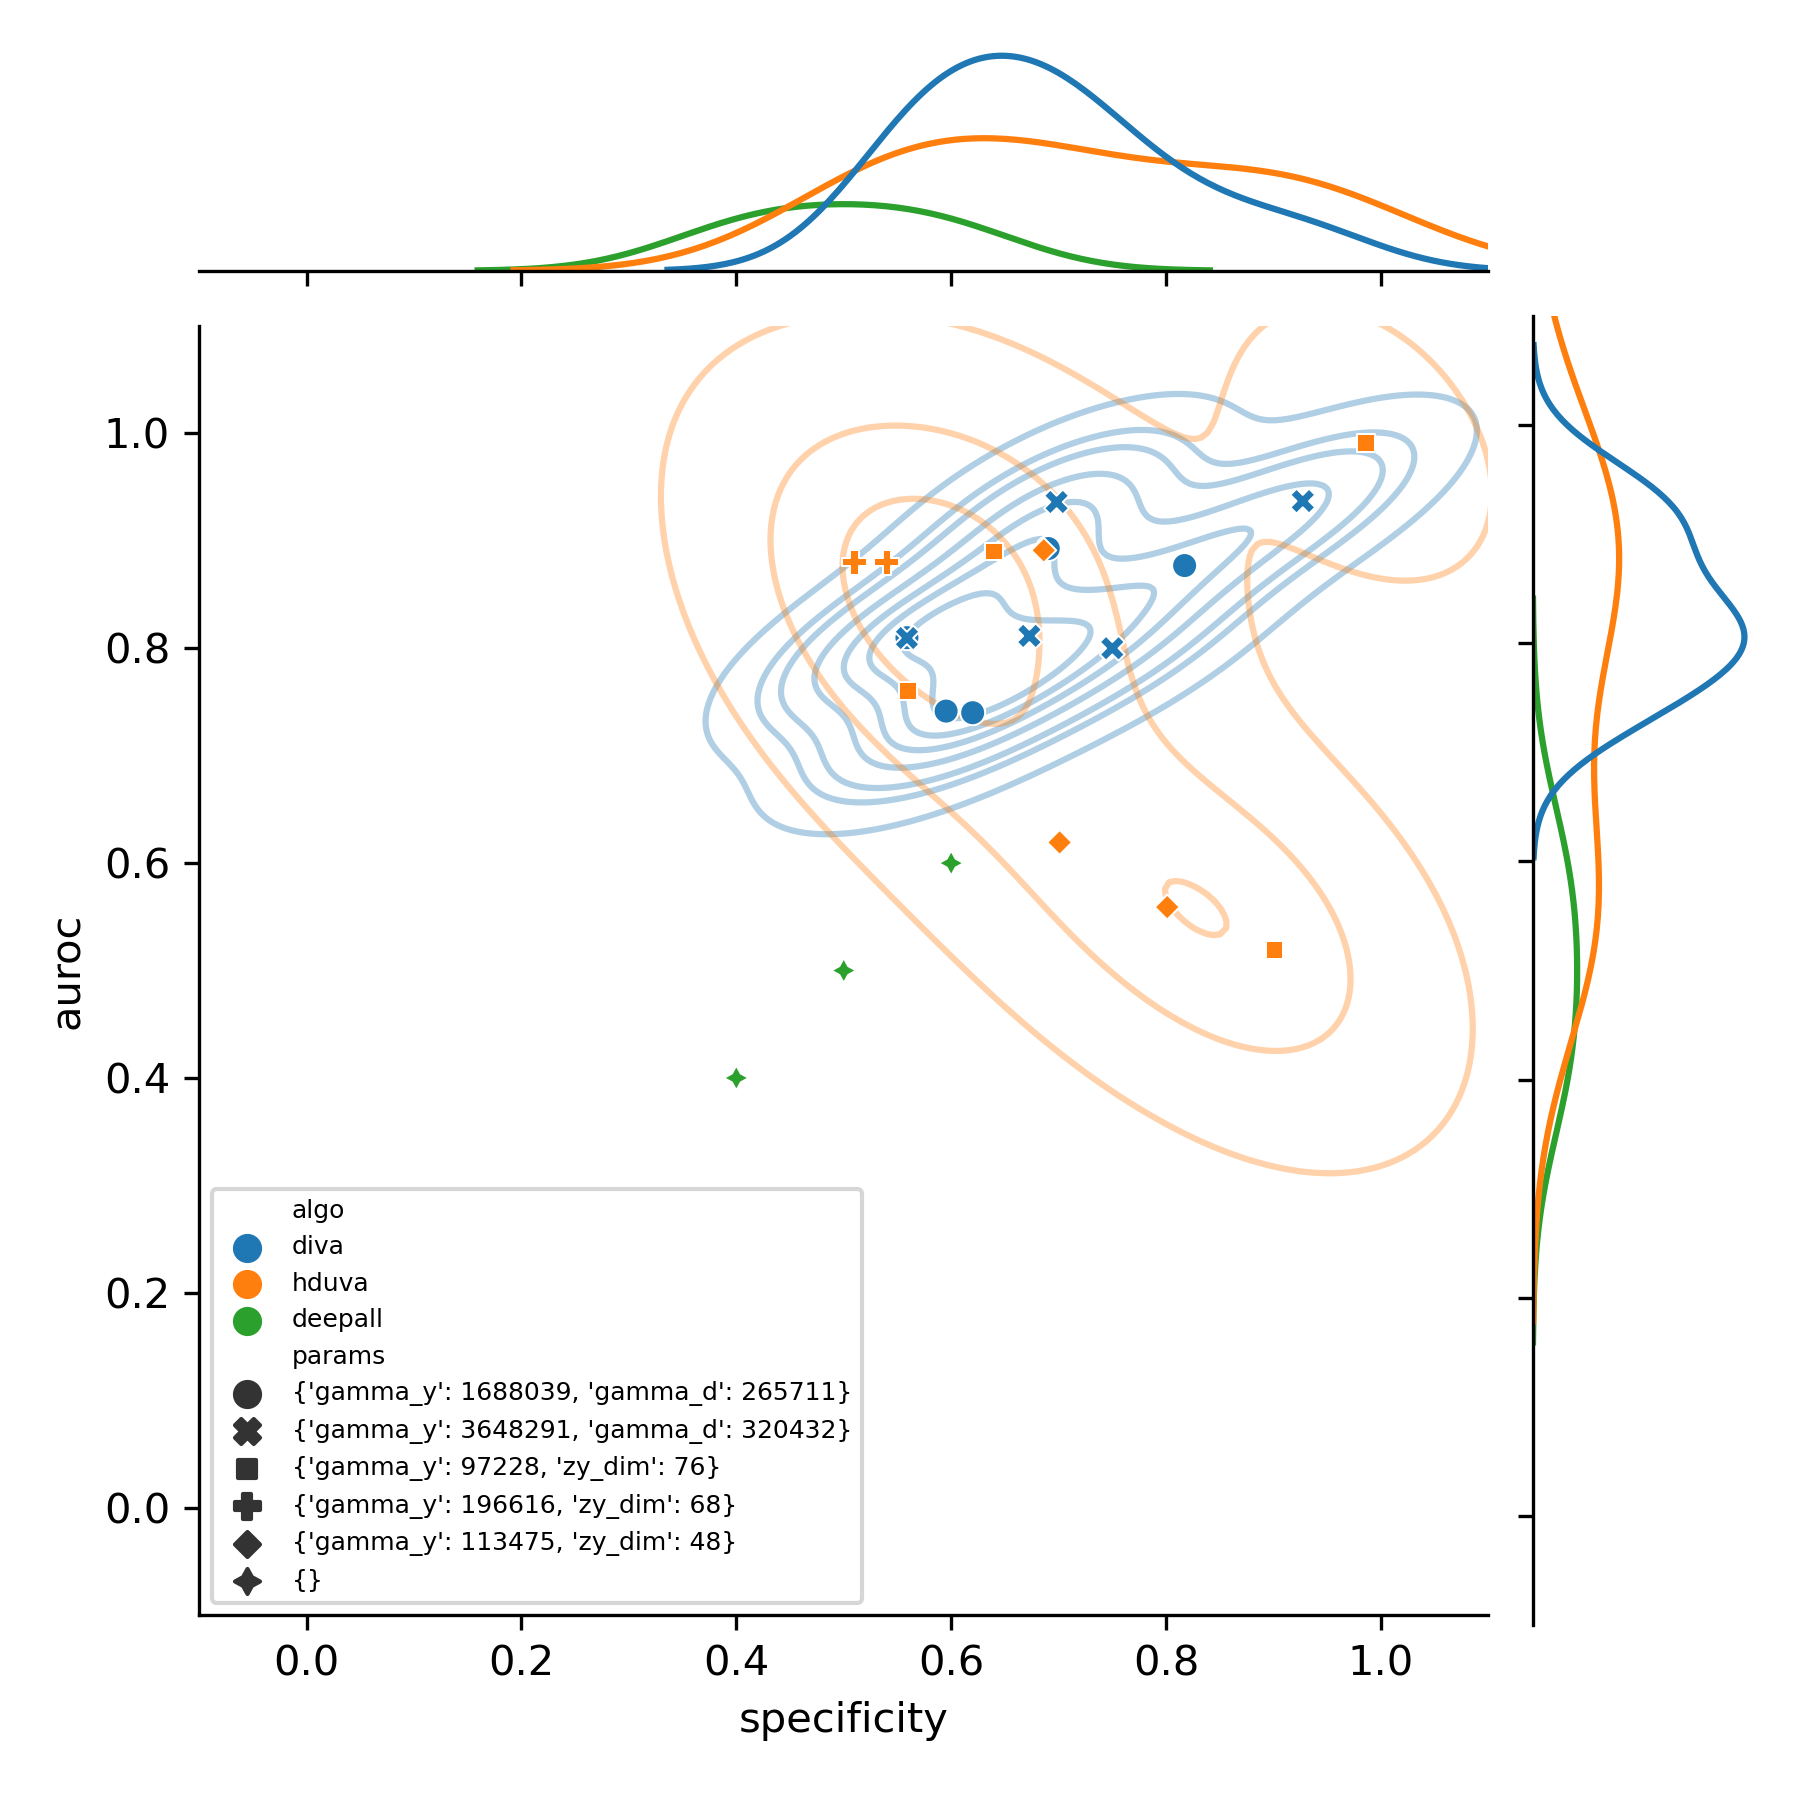 1.0
0.8
0.6
0.4
0.2
0.0
auroc
algo
diva
hduva
deepall
params
{'gamma_y': 1688039, 'gamma_d': 265711}
{'gamma_y': 3648291, 'gamma_d': 320432}
{'gamma_y': 97228, 'zy_dim': 76}
{'gamma_y': 196616, 'zy_dim': 68}
{'gamma_y': 113475, 'zy_dim': 48}
{}
0.0 0.2 0.4 0.6 0.8 1.0
specificity